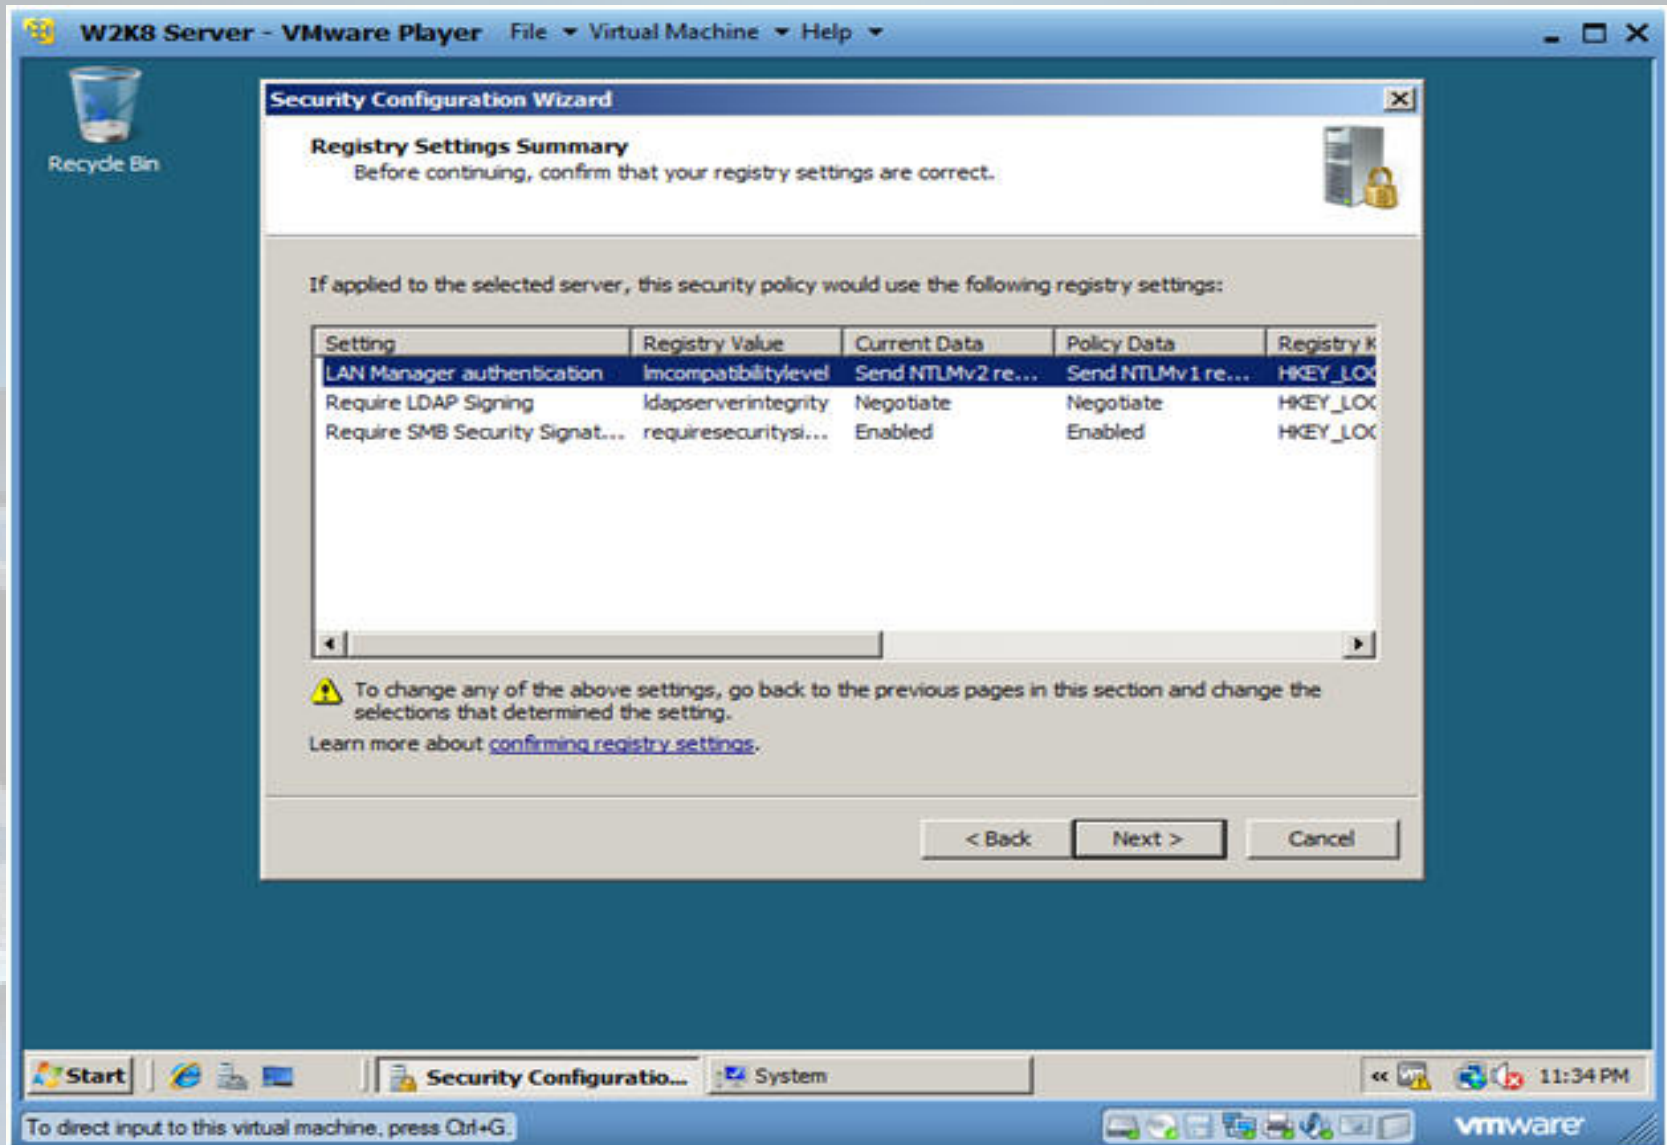 W2K8 Server - VMware Player File Virtual Machine Help
Recycle Bin
Security Configuration Wizard
Registry Settings Summary
Before continuing, confirm that your registry settings are correct.
If applied to the selected server, this security policy would use the following registry settings:
Setting Registry Value Current Data Policy Data Registry K
LAN Manager authentication lmcompatibilitylevel Send NTLMv2 re... Send NTLMv1 re... HKEY_LOC
Require LDAP Signing ldapserverintegrity Negotiate Negotiate HKEY_LOC
Require SMB Security Signat... requiresecuritysi... Enabled Enabled HKEY_LOC
To change any of the above settings, go back to the previous pages in this section and change the
selections that determined the setting.
Learn more about confirming registry settings.
< Back Next > Cancel
Start Security Configuratio... System « 11:34 PM
To direct input to this virtual machine, press Ctrl+G. vmware